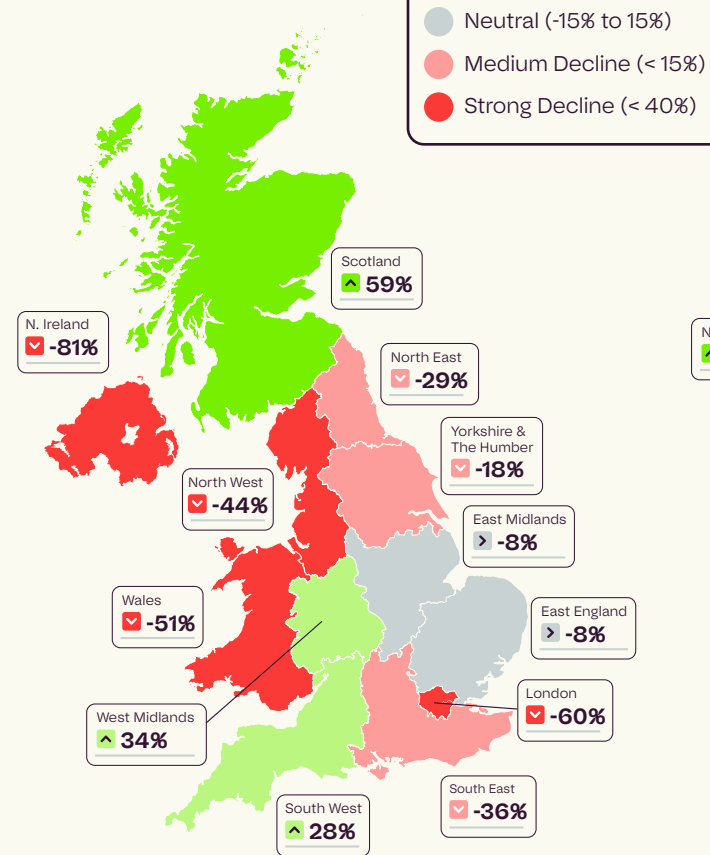 Neutral (-15% to 15%)
Medium Decline (< 15%)
Strong Decline (< 40%)
Scotland
59%
N. Ireland
-81%
N
North East
-29%
Yorkshire &
The Humber
-18%
North West
-44%
East Midlands
-8%
Wales
-51%
East England
-8%
London
-60%
West Midlands
34%
South East
-36%
South West
28%